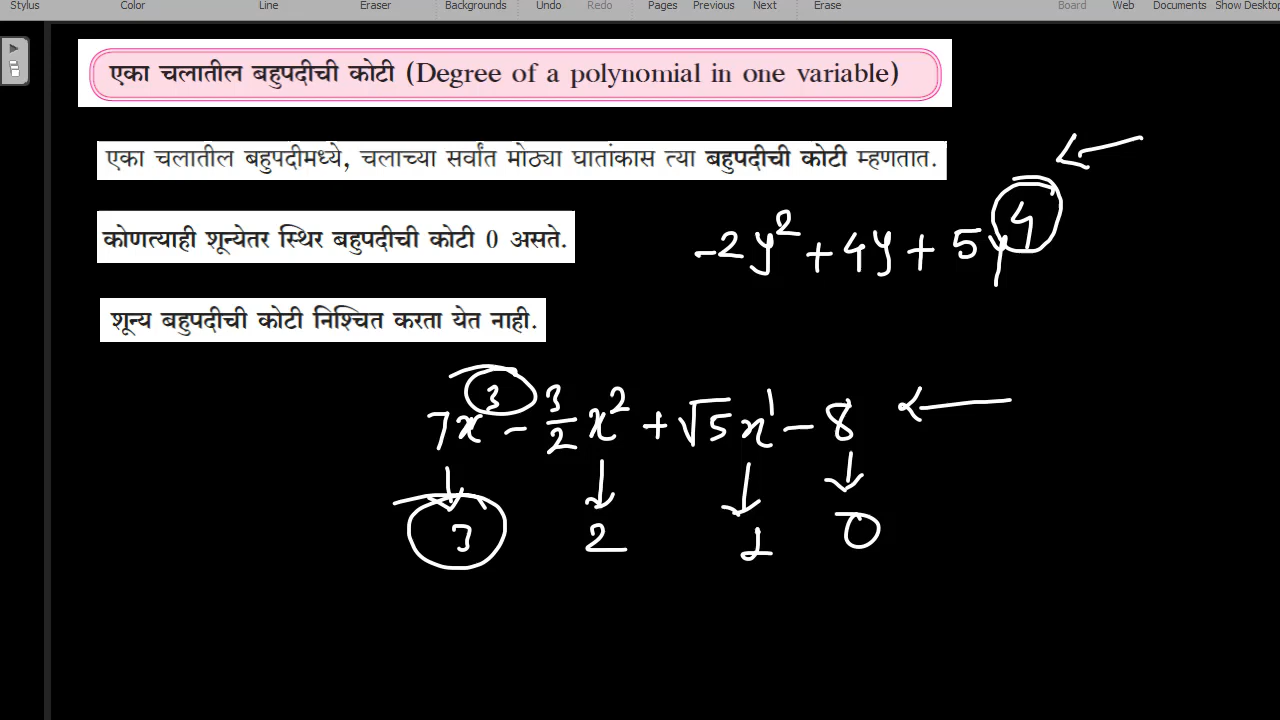 Stylus Color Line Eraser Backgrounds Undo Redo Pages Previous Next Erase Board Web Documents Show Deskto
एका चलातील बहुपदीची कोटी (Degree of a polynomial in one variable)
एका चलातील बहुपदीमध्ये, चलाच्या सर्वांत मोठ्या घातांकास त्या बहुपदीची कोटी म्हणतात.
कोणत्याही शून्येतर स्थिर बहुपदीची कोटी 0 असते.
-2y² + 4y + 5y⁴
शून्य बहुपदीची कोटी निश्चित करता येत नाही.
7x³ - 3/2 x² + √5 x¹ - 8
3 2 1 0